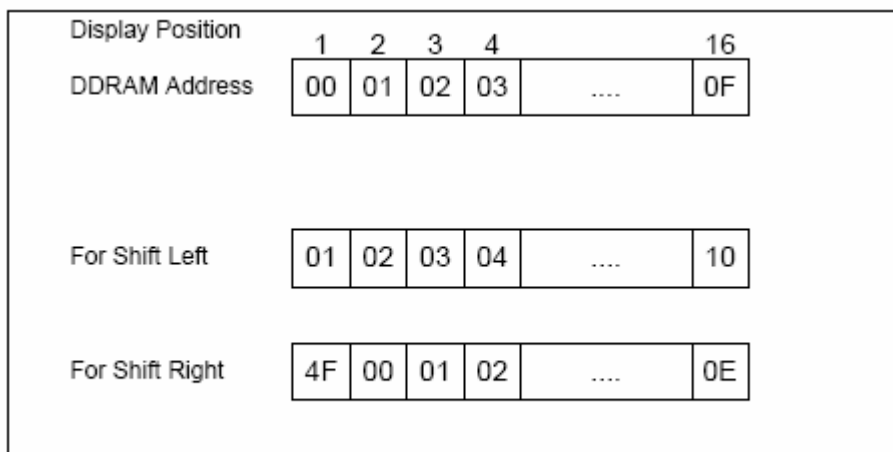 Display Position 1 2 3 4 16
DDRAM Address 00 01 02 03 .... 0F
For Shift Left 01 02 03 04 .... 10
For Shift Right 4F 00 01 02 .... 0E